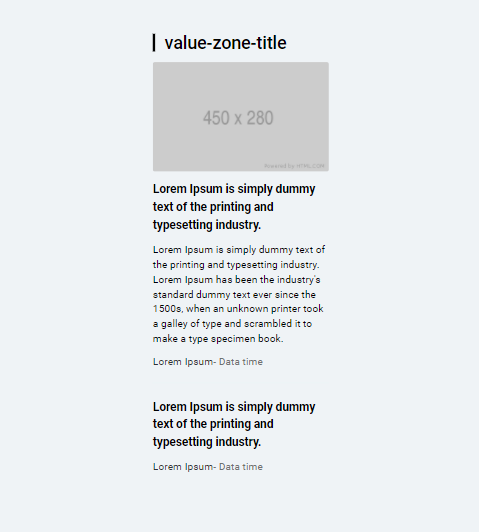 value-zone-title
450 x 280
Powered by HTML.COM
Lorem Ipsum is simply dummy
text of the printing and
typesetting industry.
Lorem Ipsum is simply dummy text of
the printing and typesetting industry.
Lorem Ipsum has been the industry's
standard dummy text ever since the
1500s, when an unknown printer took
a galley of type and scrambled it to
make a type specimen book.
Lorem Ipsum- Data time
Lorem Ipsum is simply dummy
text of the printing and
typesetting industry.
Lorem Ipsum- Data time